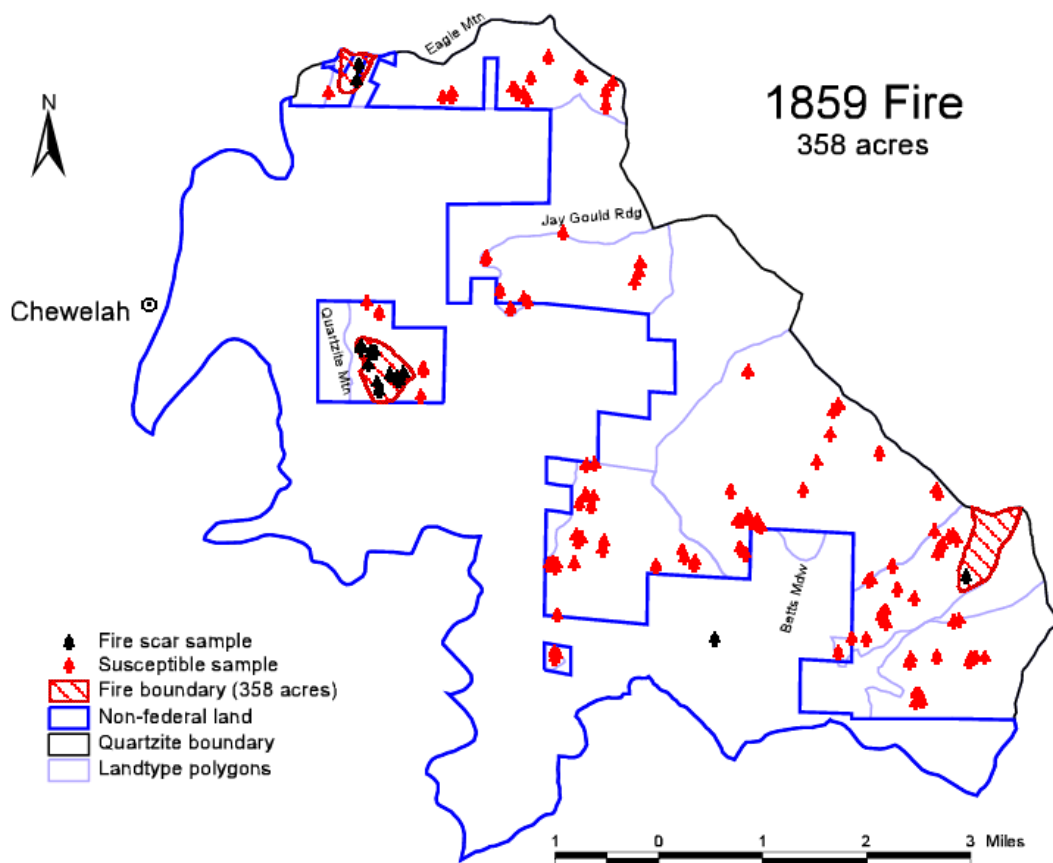 Eagle Mtn
N
1859 Fire
358 acres
Jay Gould Rdg
Chewelah
Quartzite Mtn
Betts Mdw
Fire scar sample
Susceptible sample
Fire boundary (358 acres)
Non-federal land
Quartzite boundary
Landtype polygons
1 0 1 2 3 Miles